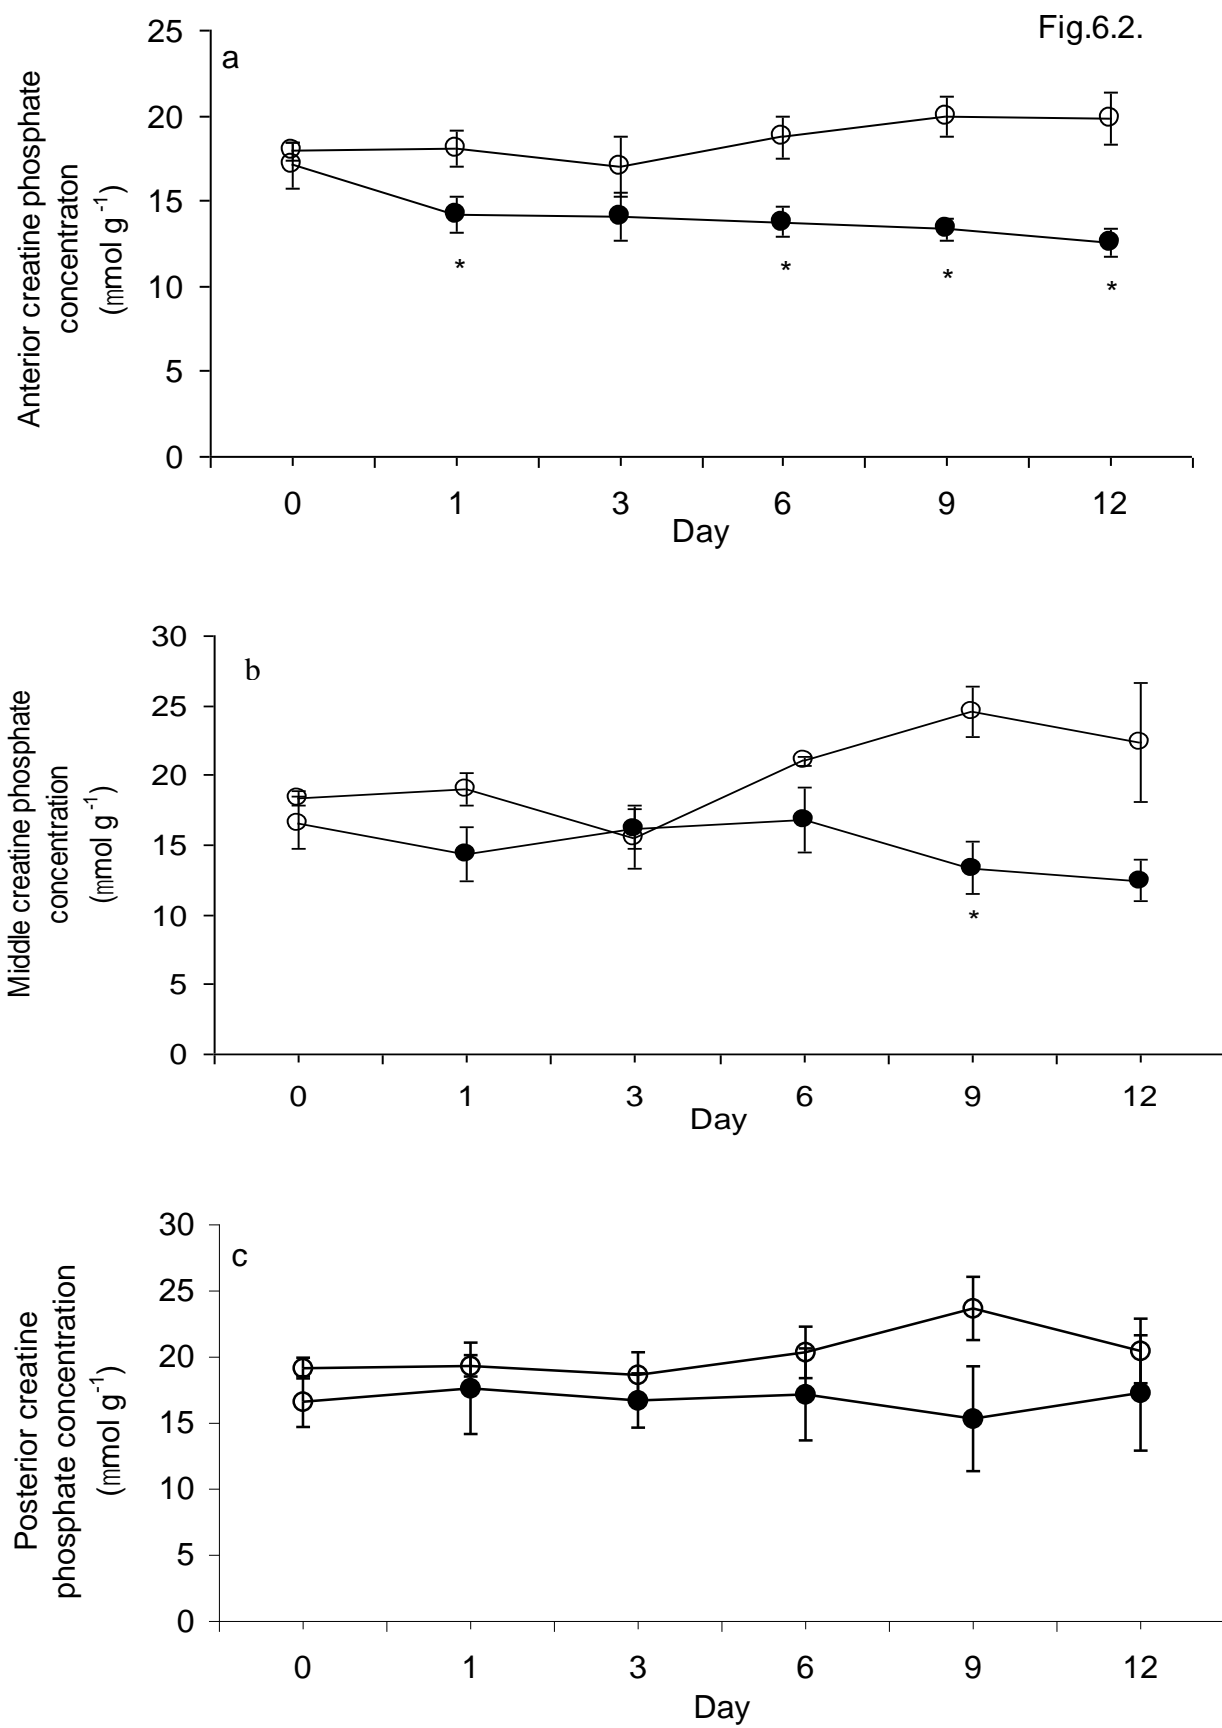 Fig.6.2.
a
Anterior creatine phosphate
concentraton
(mmol g-1)
25
20
15
10
5
0
*
*
*
*
0 1 3 6 9 12
Day
b
Middle creatine phosphate
concentration
(mmol g-1)
30
25
20
15
10
5
0
*
0 1 3 6 9 12
Day
c
Posterior creatine
phosphate concentration
(mmol g-1)
30
25
20
15
10
5
0
0 1 3 6 9 12
Day